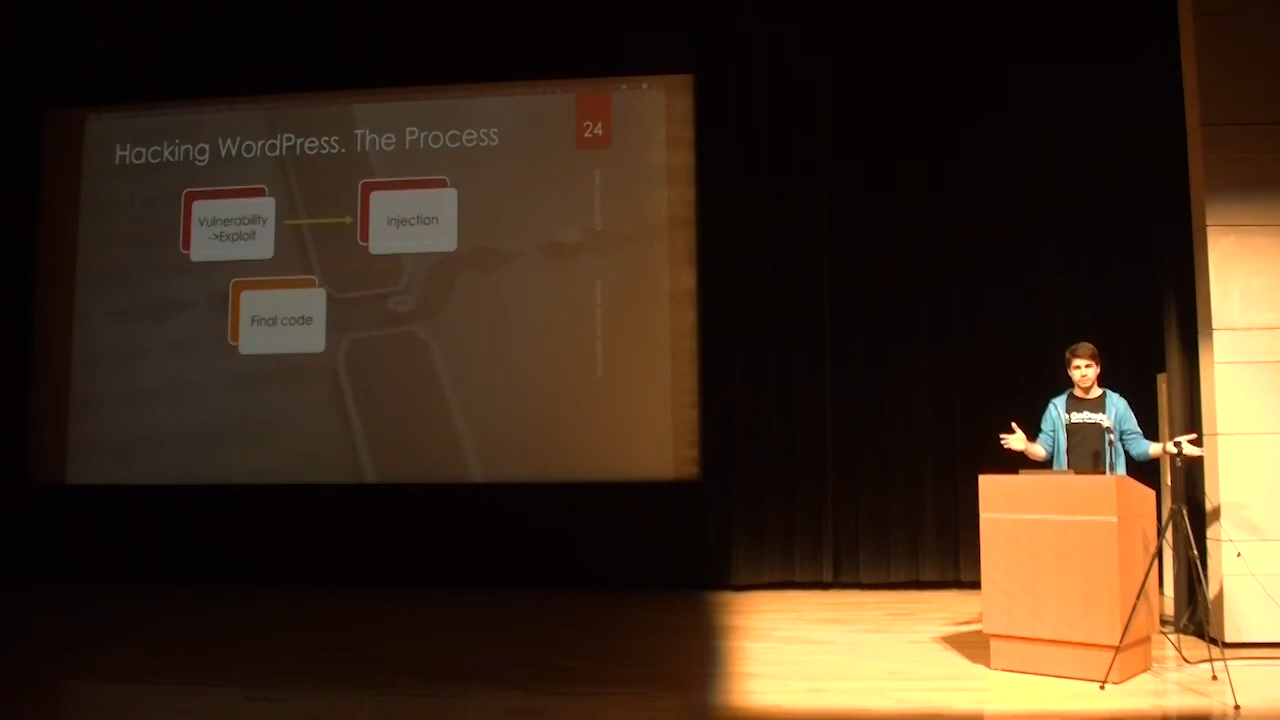 Hacking WordPress. The Process
24
Vulnerability
->Exploit
Injection
Final code